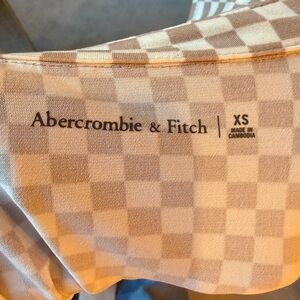 Abercrombie & Fitch | XS
MADE IN
CAMBODIA